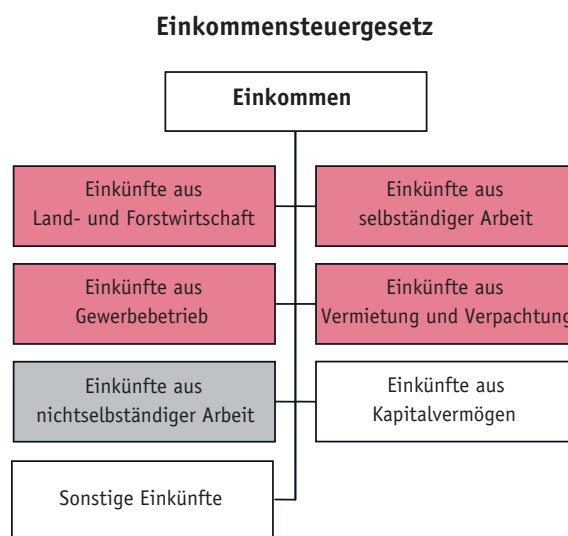 Einkommensteuergesetz
Einkommen
Einkünfte aus
Land- und Forstwirtschaft
Einkünfte aus
selbständiger Arbeit
Einkünfte aus
Gewerbebetrieb
Einkünfte aus
Vermietung und Verpachtung
Einkünfte aus
nichtselbständiger Arbeit
Einkünfte aus
Kapitalvermögen
Sonstige Einkünfte